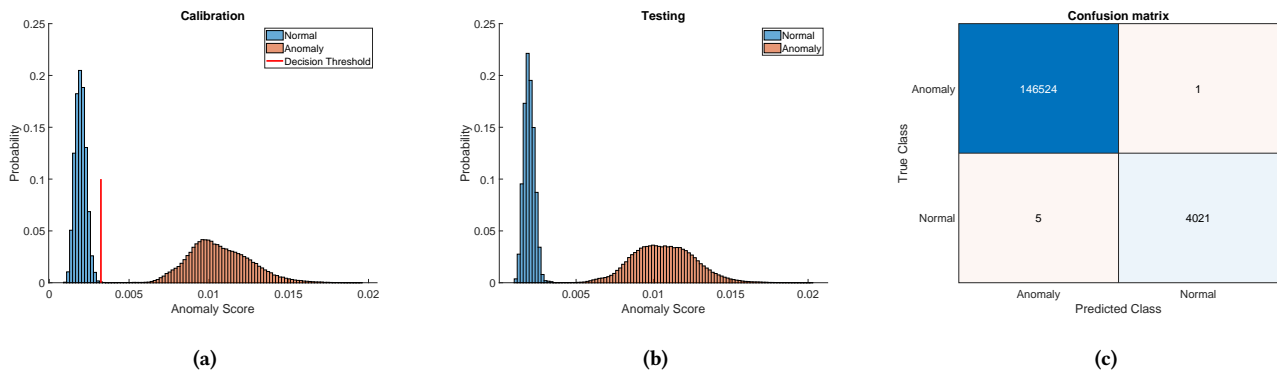 Calibration
0.25
0.2
0.15
0.1
0.05
0
Probability
Normal
Anomaly
Decision Threshold
0
0.005
0.01
0.015
0.02
Anomaly Score
(a)
Testing
0.25
0.2
0.15
0.1
0.05
0
Probability
Normal
Anomaly
0.005
0.01
0.015
0.02
Anomaly Score
(b)
Confusion matrix
True Class
Anomaly
146524
1
Normal
5
4021
Anomaly
Normal
Predicted Class
(c)